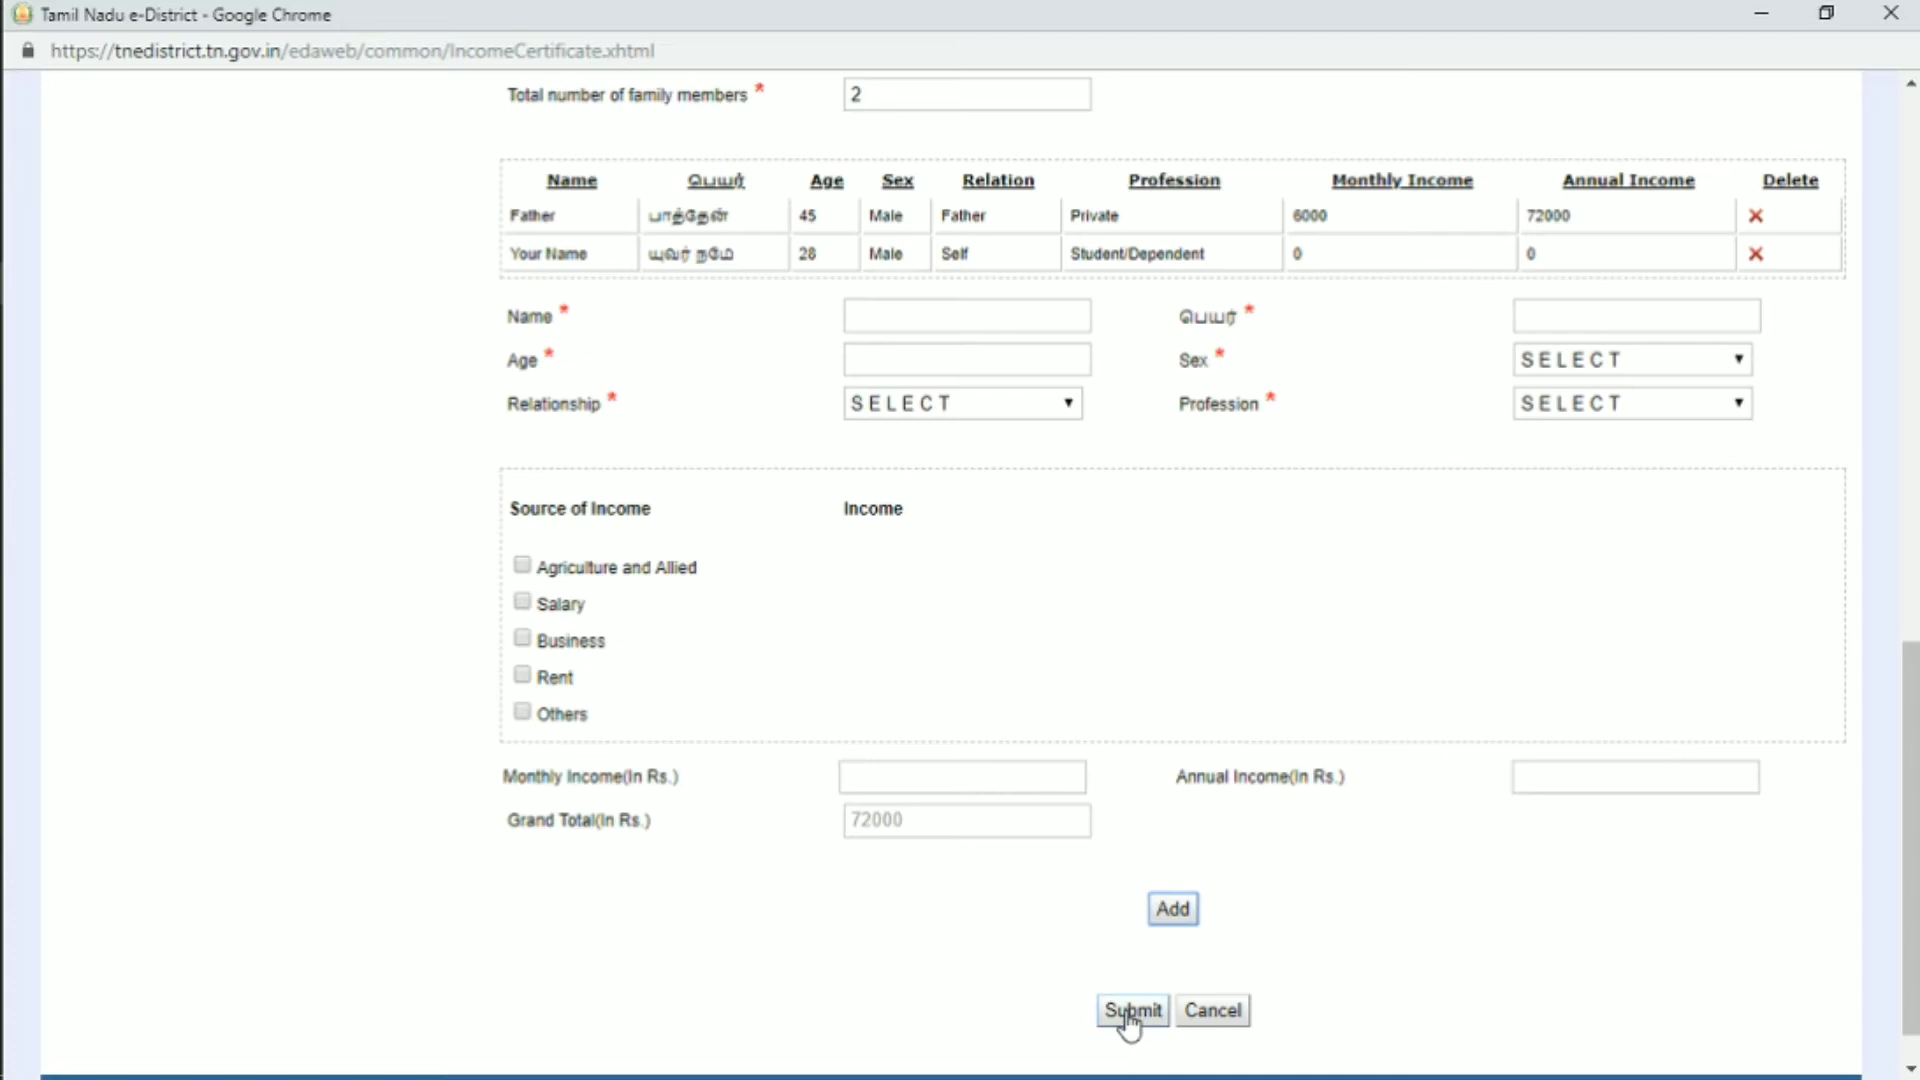 Tamil Nadu e-District - Google Chrome
https://tnedistrict.tn.gov.in/edaweb/common/IncomeCertificate.xhtml
Total number of family members * 2
Name பெயர் Age Sex Relation Profession Monthly Income Annual Income Delete
Father பாத்தேன் 45 Male Father Private 6000 72000
Your Name யுவர் நமே 28 Male Self Student/Dependent 0 0
Name * பெயர் *
Age * Sex * SELECT
Relationship * SELECT Profession * SELECT
Source of Income Income
Agriculture and Allied
Salary
Business
Rent
Others
Monthly Income(In Rs.) Annual Income(In Rs.)
Grand Total(In Rs.) 72000
Add
Submit Cancel